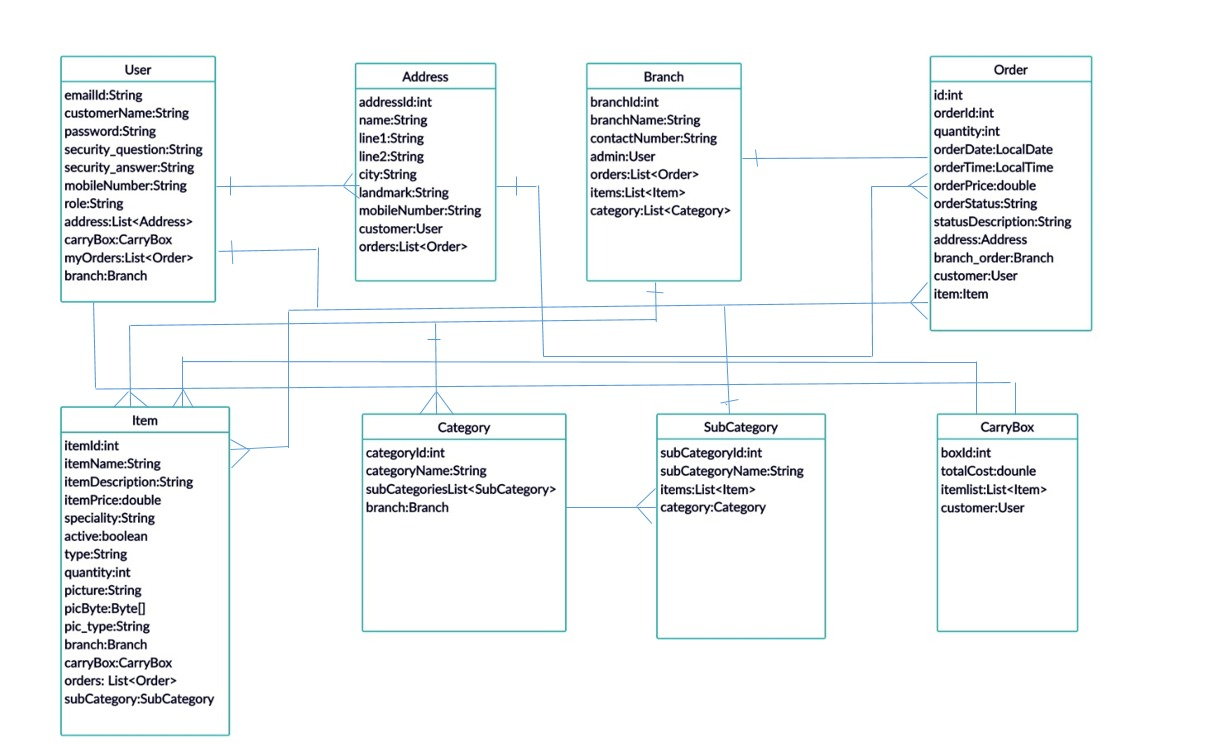 User
emailId:String
customerName:String
password:String
security_question:String
security_answer:String
mobileNumber:String
role:String
address:List<Address>
carryBox:CarryBox
myOrders:List<Order>
branch:Branch
Address
addressId:int
name:String
line1:String
line2:String
city:String
landmark:String
mobileNumber:String
customer:User
orders:List<Order>
Branch
branchId:int
branchName:String
contactNumber:String
admin:User
orders:List<Order>
items:List<Item>
category:List<Category>
Order
id:int
orderId:int
quantity:int
orderDate:LocalDate
orderTime:LocalTime
orderPrice:double
orderStatus:String
statusDescription:String
address:Address
branch_order:Branch
customer:User
item:Item
Item
itemId:int
itemName:String
itemDescription:String
itemPrice:double
speciality:String
active:boolean
type:String
quantity:int
picture:String
picByte:Byte[]
pic_type:String
branch:Branch
carryBox:CarryBox
orders: List<Order>
subCategory:SubCategory
Category
categoryId:int
categoryName:String
subCategoriesList<SubCategory>
branch:Branch
SubCategory
subCategoryId:int
subCategoryName:String
items:List<Item>
category:Category
CarryBox
boxId:int
totalCost:dounle
itemlist:List<Item>
customer:User